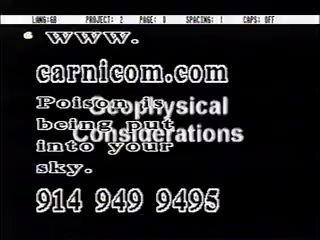 LANG:GB PROJECT: 2 PAGE: 0 SPACING: 1 CAPS: OFF
6 www.
carnicom.com
Poison is
Geophysical
being put
Considerations
into your
sky.
914 949 9495